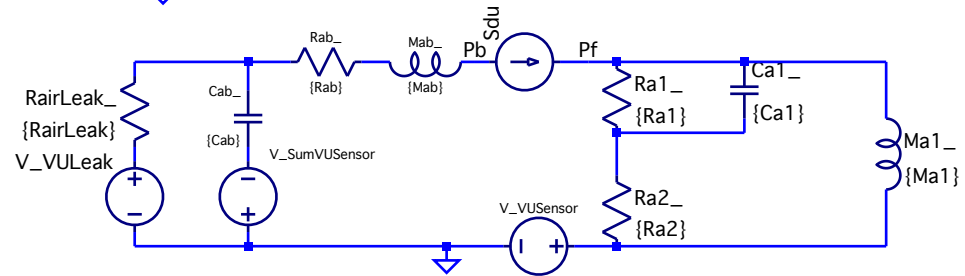 Rab_
{Rab}
Mab_
{Mab}
Pb
Sdu
Pf
RairLeak_
{RairLeak}
V_VULeak
Cab_
{Cab}
V_SumVUSensor
Ra1_
{Ra1}
Ca1_
{Ca1}
Ma1_
{Ma1}
Ra2_
{Ra2}
V_VUSensor